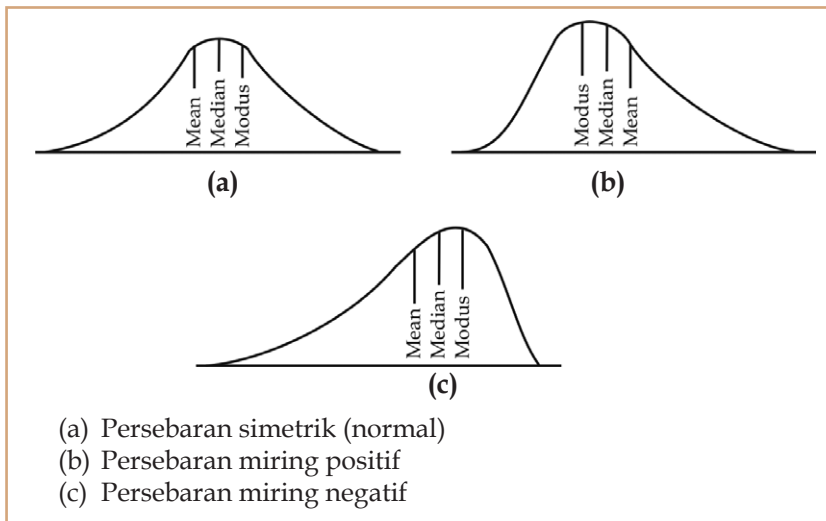 Mean
Median
Modus
(a)
Modus
Median
Mean
(b)
Mean
Median
Modus
(c)
(a) Persebaran simetrik (normal)
(b) Persebaran miring positif
(c) Persebaran miring negatif